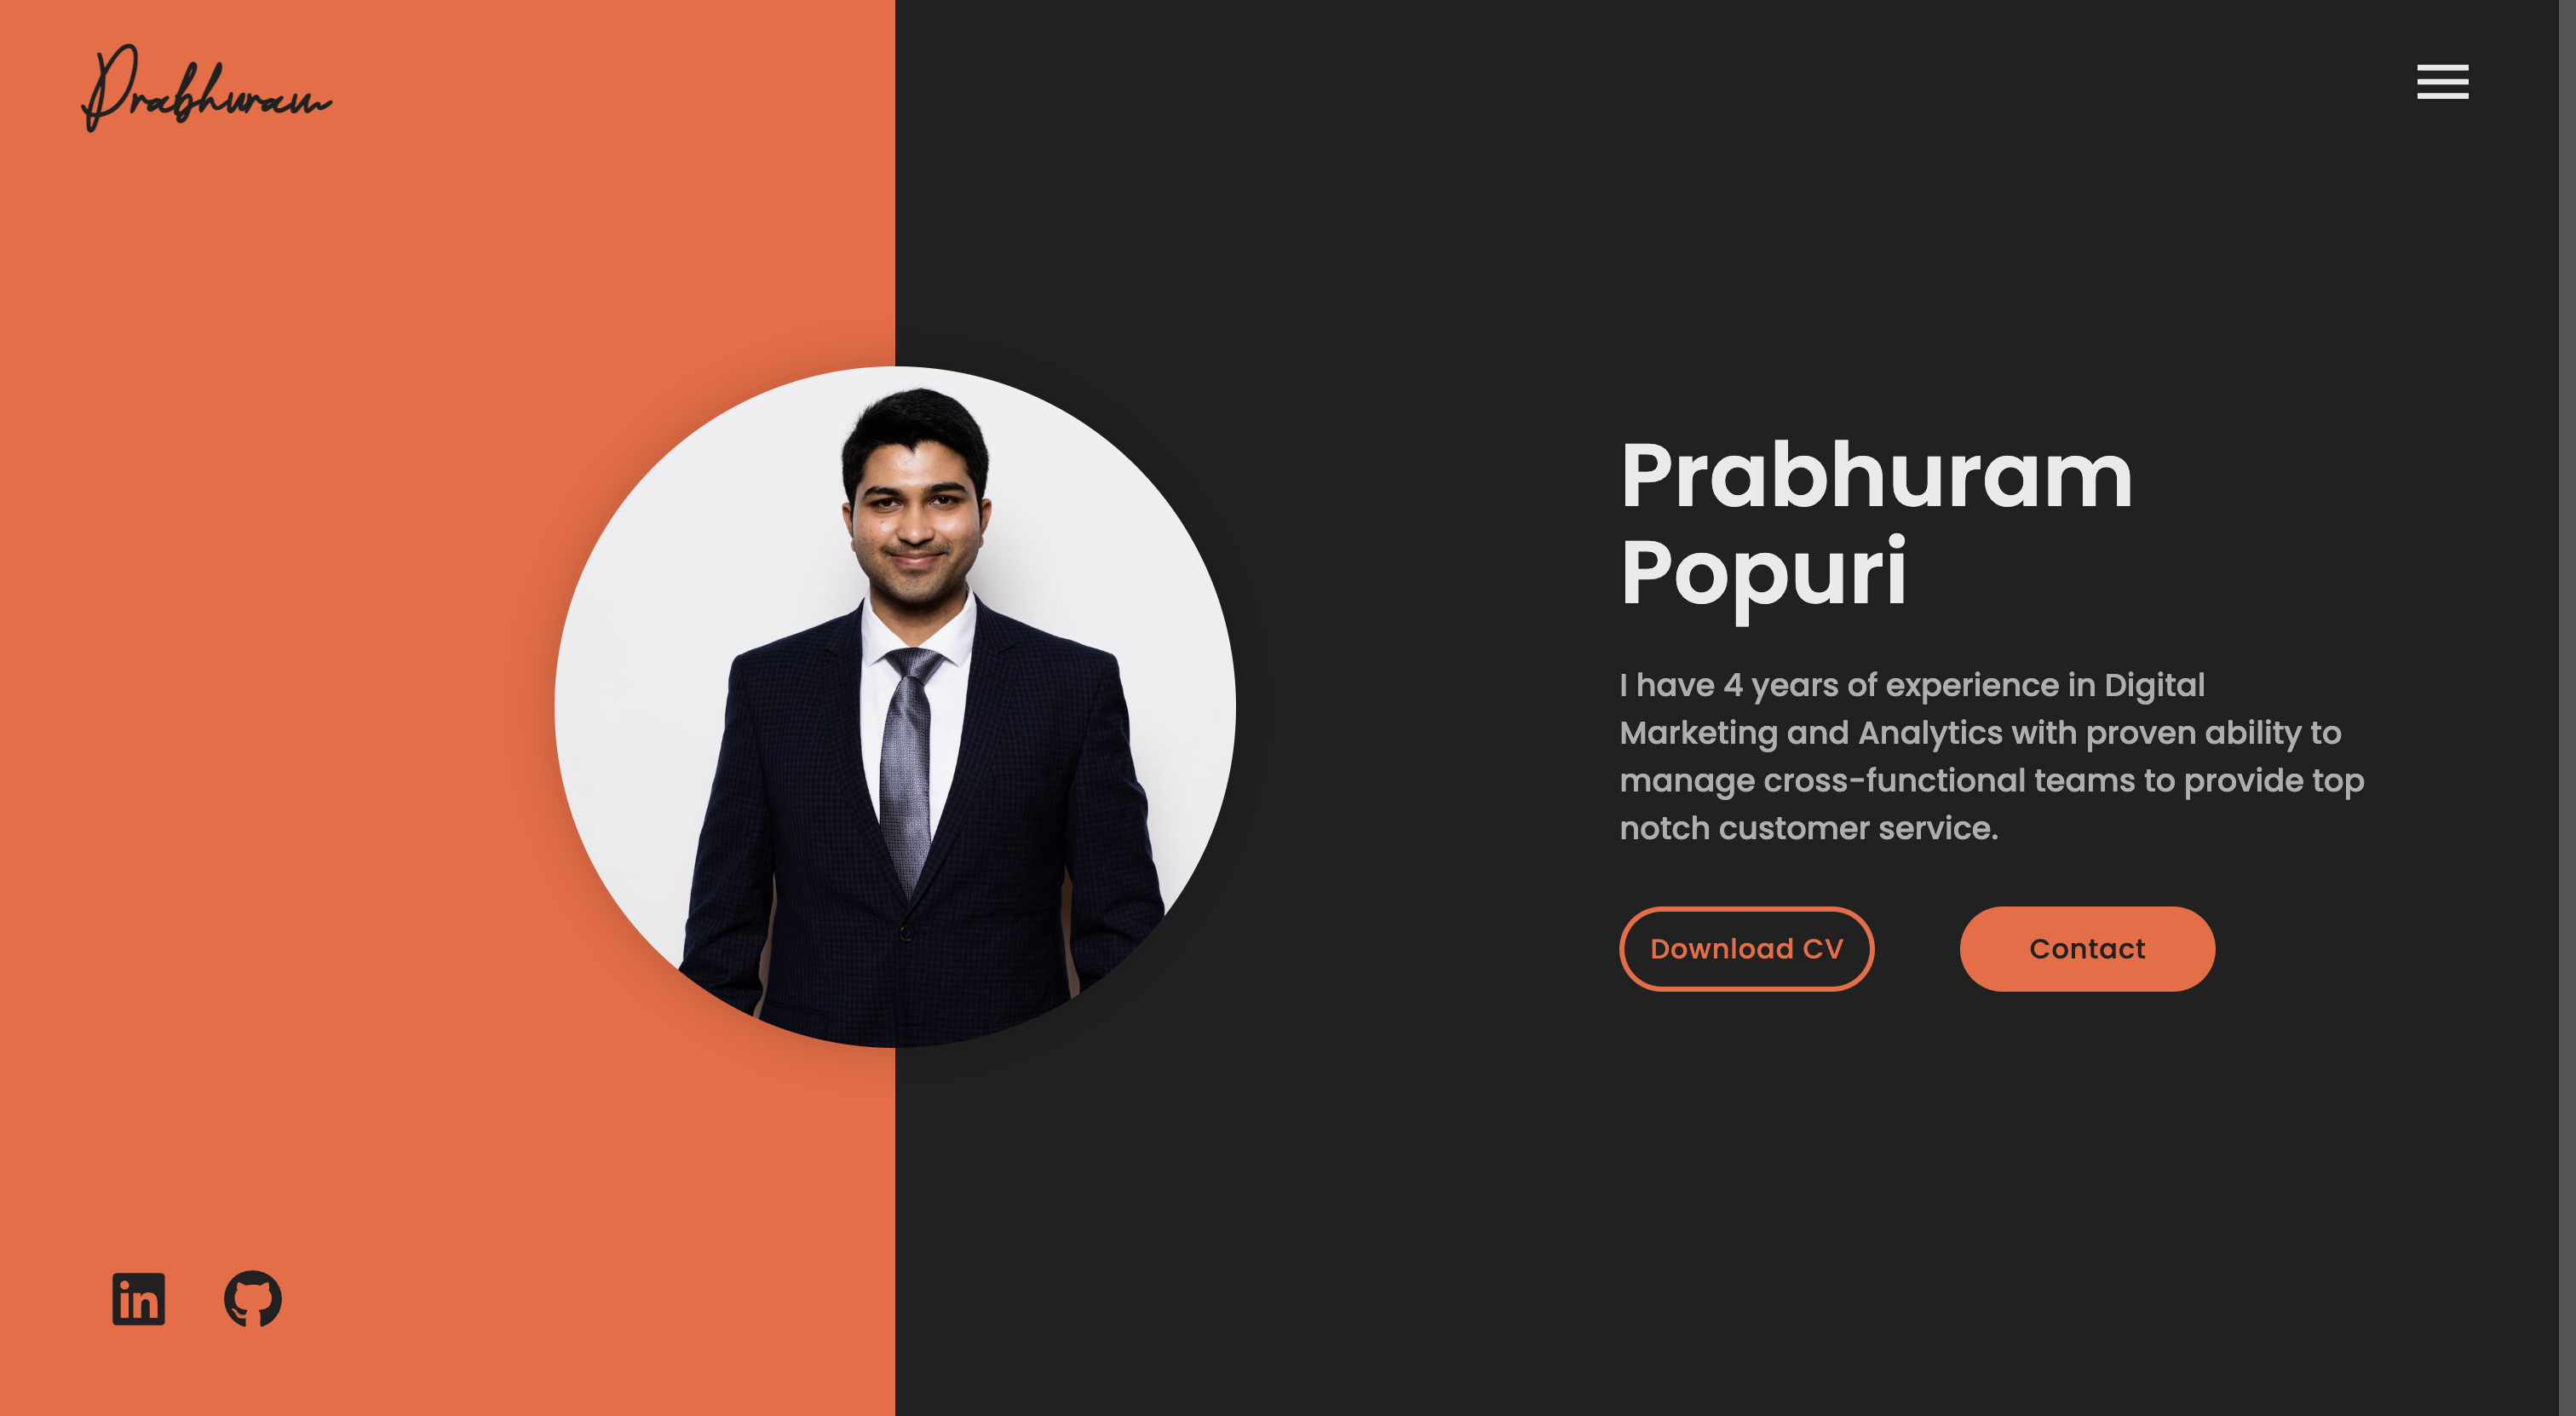 Prabhuram
Prabhuram
Popuri
I have 4 years of experience in Digital
Marketing and Analytics with proven ability to
manage cross-functional teams to provide top
notch customer service.
Download CV
Contact
in